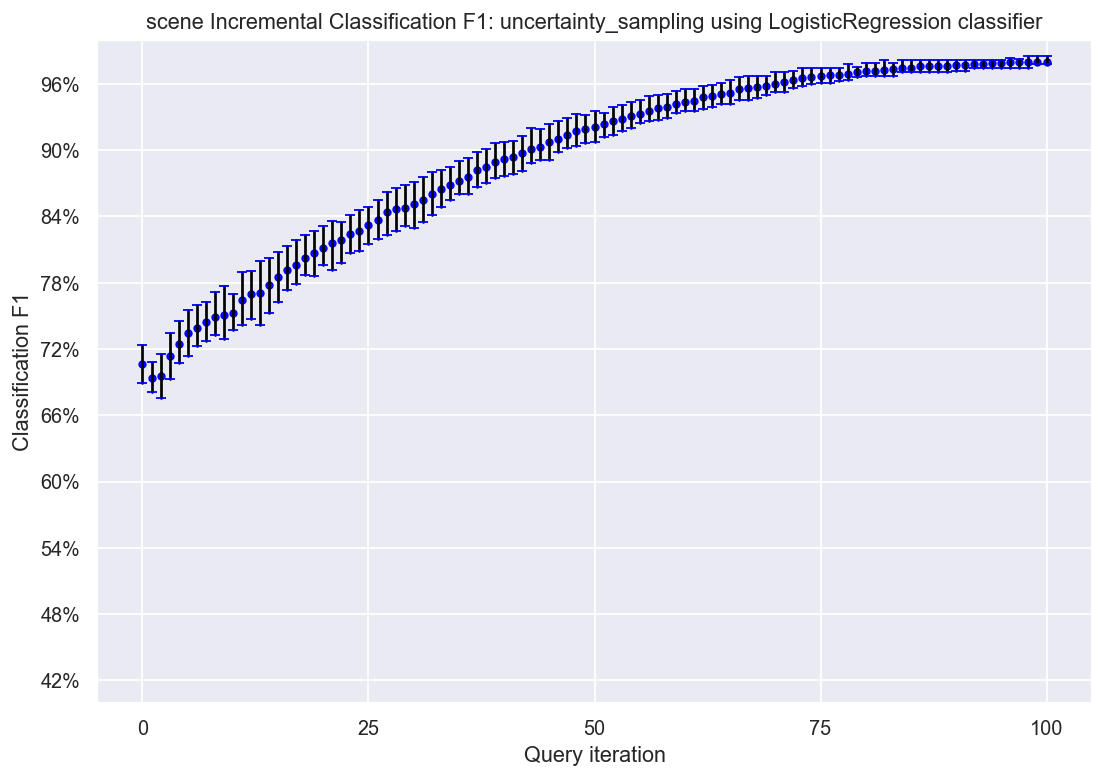 scene Incremental Classification F1: uncertainty_sampling using LogisticRegression classifier
96%
90%
84%
78%
72%
66%
60%
54%
48%
42%
Classification F1
0 25 50 75 100
Query iteration